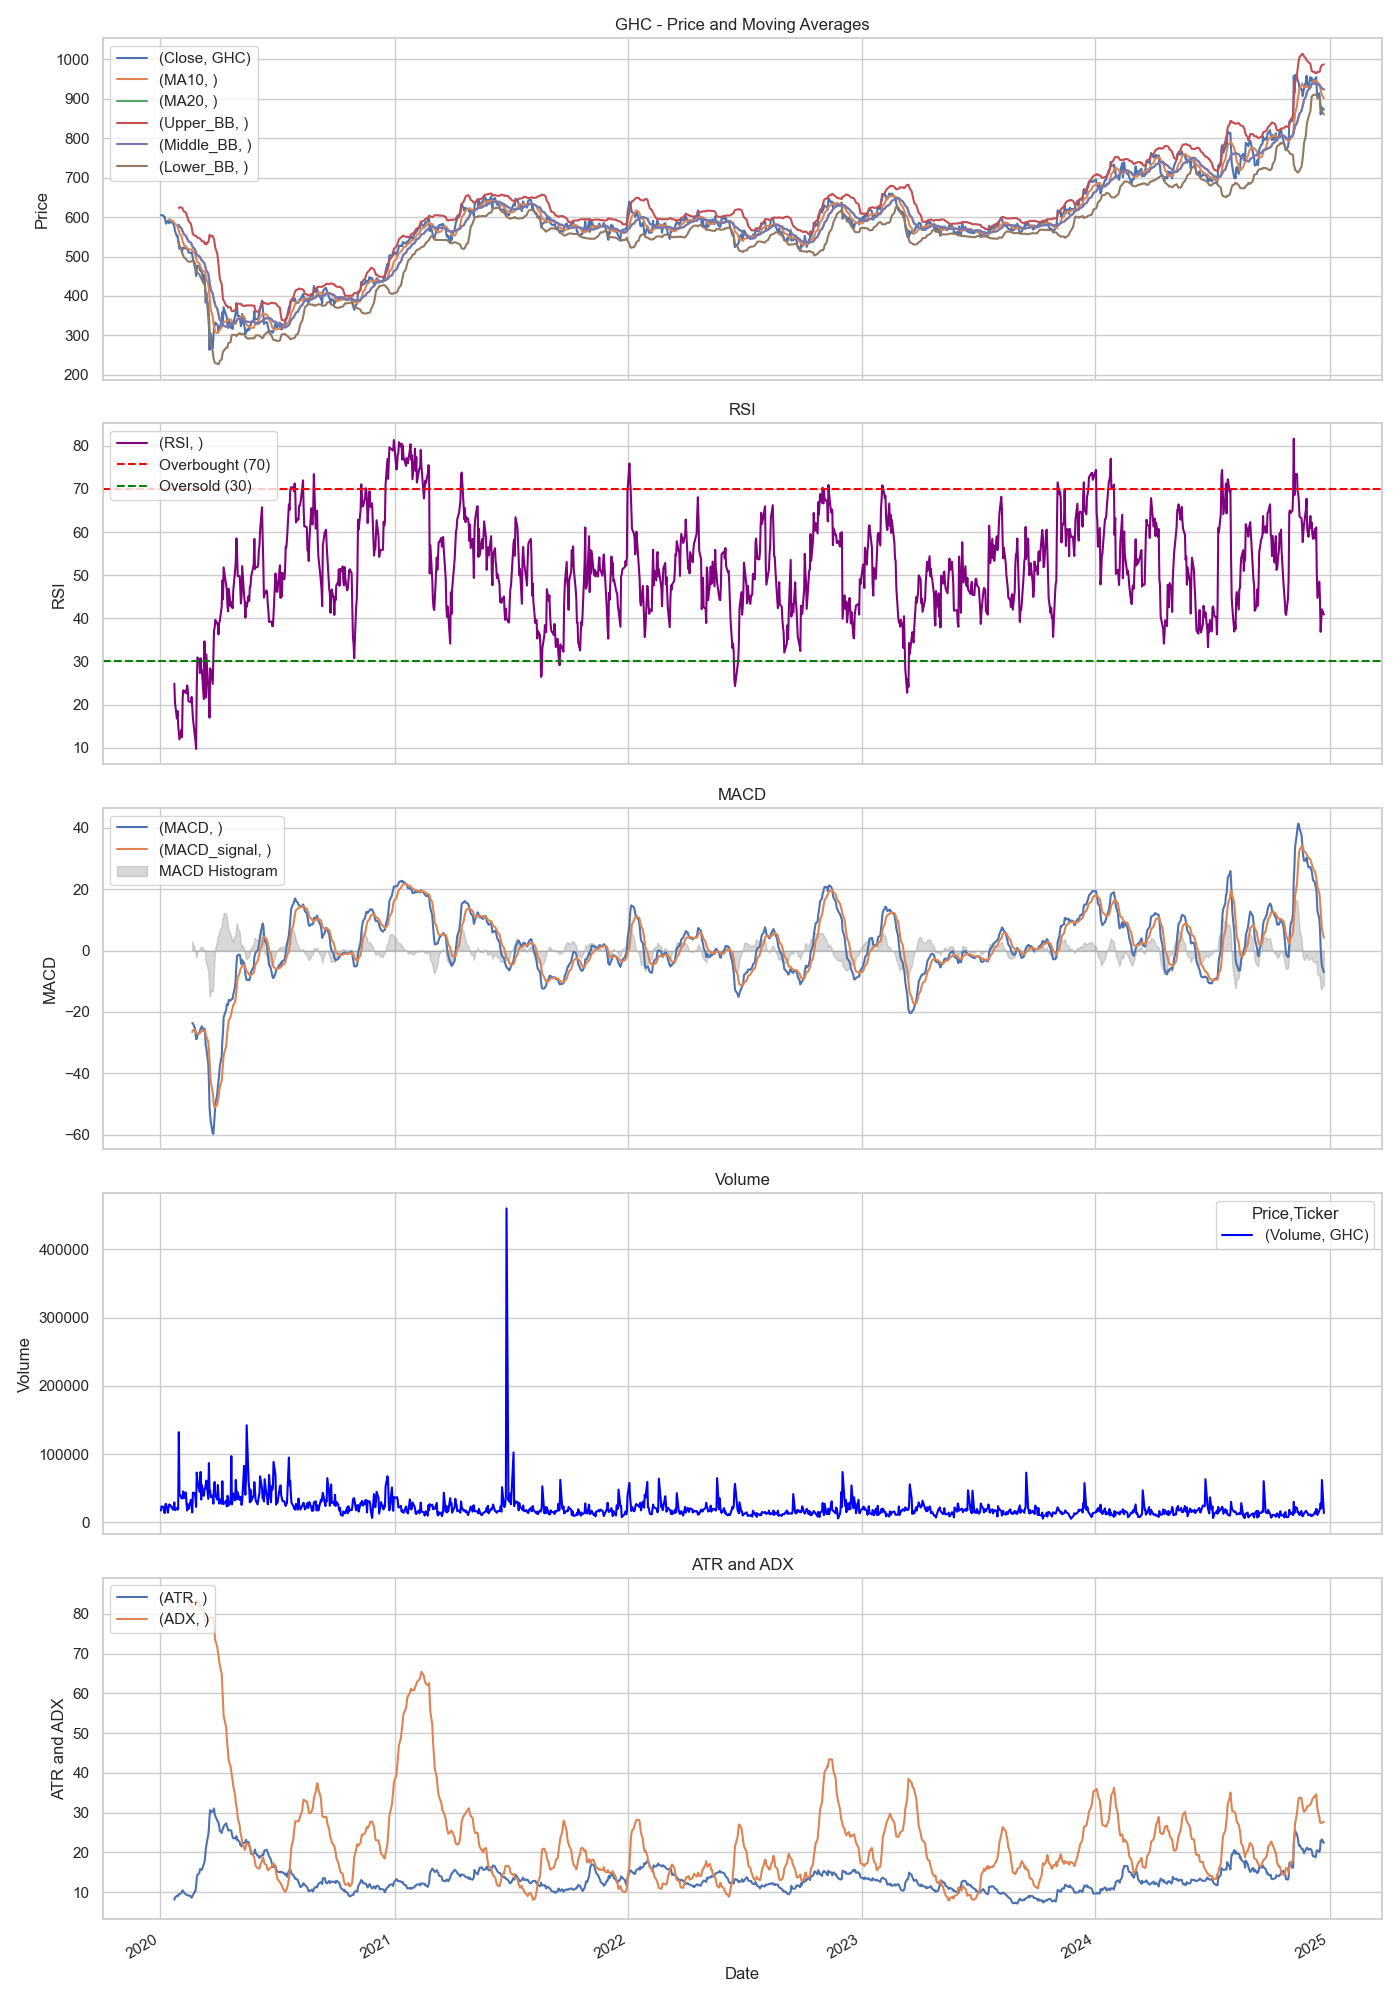 GHC - Price and Moving Averages
(Close, GHC)
(MA10, )
(MA20, )
(Upper_BB, )
(Middle_BB, )
(Lower_BB, )
1000
900
800
700
600
500
400
300
200
Price
RSI
(RSI, )
Overbought (70)
Oversold (30)
80
70
60
50
40
30
20
10
RSI
MACD
(MACD, )
(MACD_signal, )
MACD Histogram
40
20
0
−20
−40
−60
MACD
Volume
Price,Ticker
(Volume, GHC)
400000
300000
200000
100000
0
Volume
ATR and ADX
(ATR, )
(ADX, )
80
70
60
50
40
30
20
10
ATR and ADX
2020
2021
2022
2023
2024
2025
Date